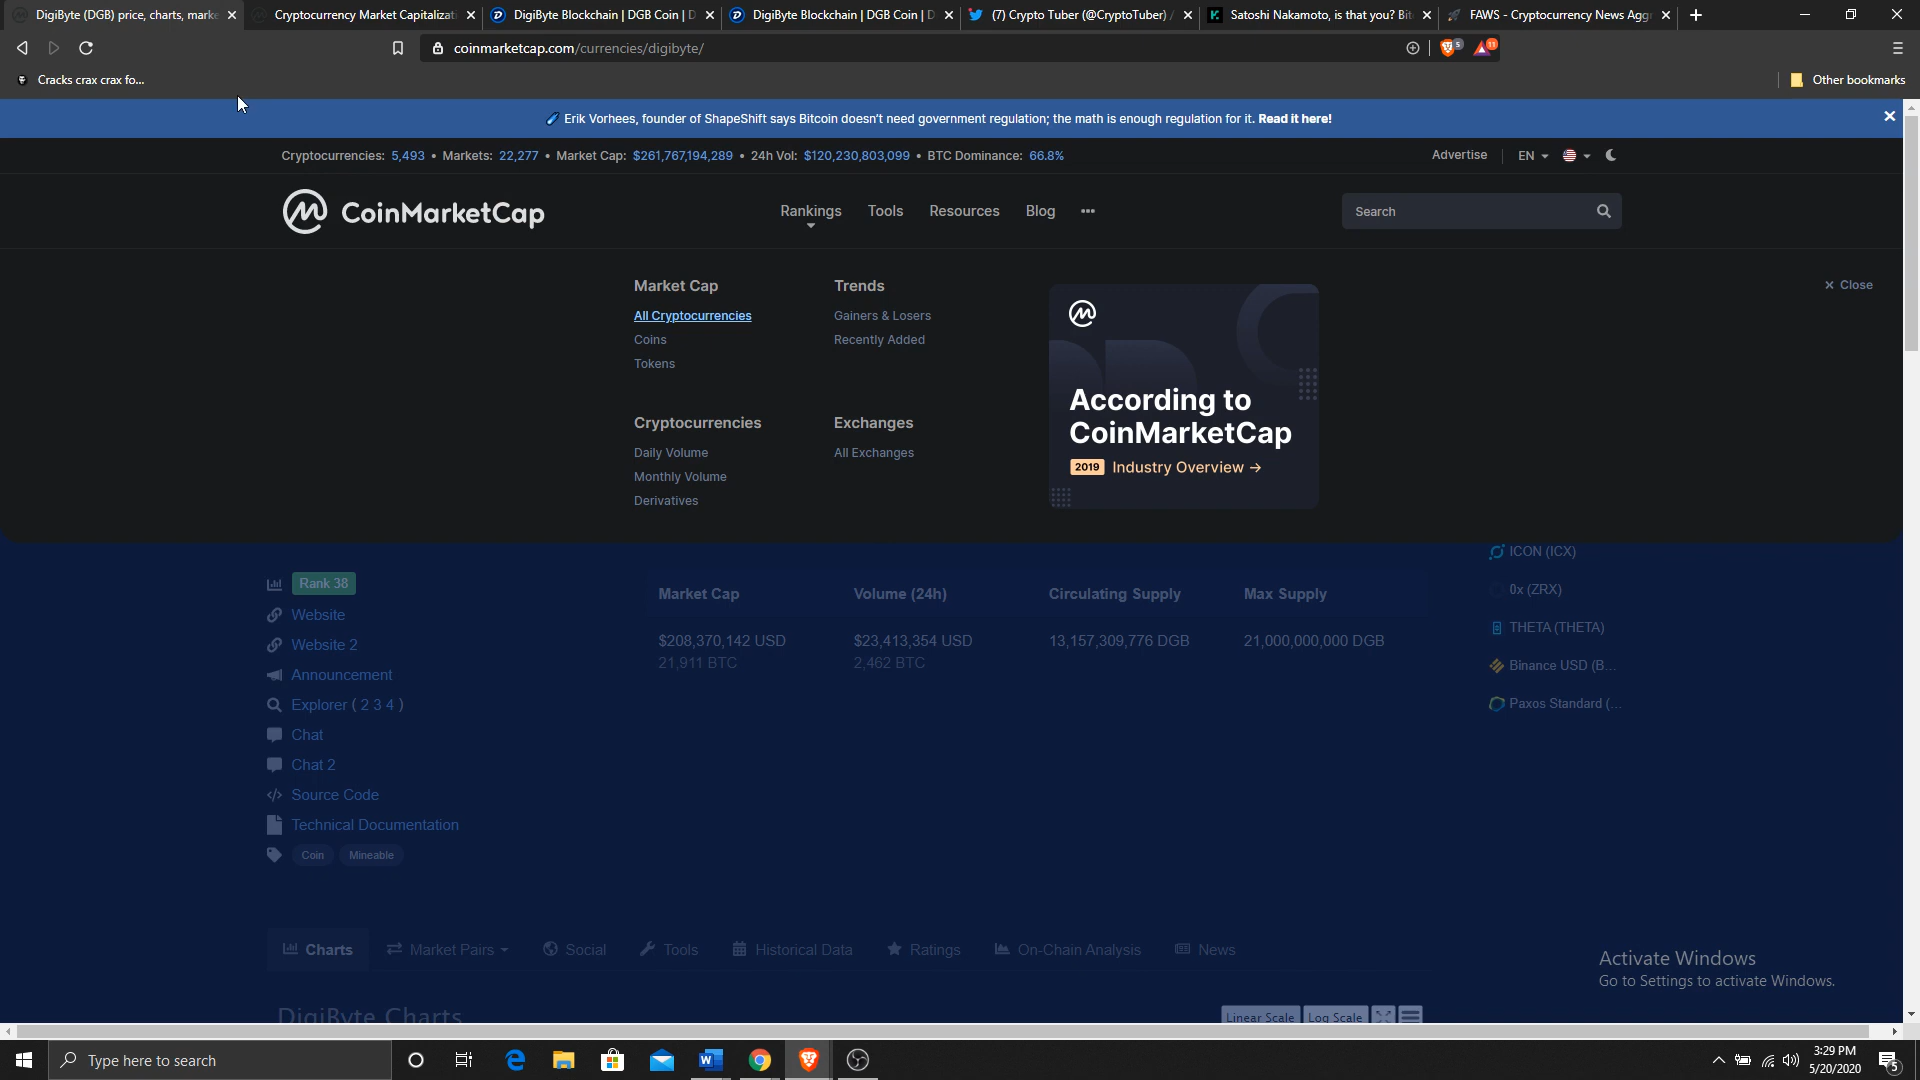 DigiByte (DGB) price, charts, marke
Cryptocurrency Market Capitalizati
DigiByte Blockchain | DGB Coin | D
DigiByte Blockchain | DGB Coin | D
(7) Crypto Tuber (@CryptoTuber) /
Satoshi Nakamoto, is that you? Bit
FAWS - Cryptocurrency News Aggr
coinmarketcap.com/currencies/digibyte/
5
11
Cracks crax crax fo...
Other bookmarks
Erik Vorhees, founder of ShapeShift says Bitcoin doesn't need government regulation; the math is enough regulation for it. Read it here!
Cryptocurrencies: 5,493 • Markets: 22,277 • Market Cap: $261,767,194,289 • 24h Vol: $120,230,803,099 • BTC Dominance: 66.8%
Advertise
EN
CoinMarketCap
Rankings
Tools
Resources
Blog
Search
Market Cap
All Cryptocurrencies
Coins
Tokens
Trends
Gainers & Losers
Recently Added
Close
Cryptocurrencies
Daily Volume
Monthly Volume
Derivatives
Exchanges
All Exchanges
According to
CoinMarketCap
2019 Industry Overview →
Rank 38
Website
Website 2
Announcement
Explorer ( 2 3 4 )
Chat
Chat 2
Source Code
Technical Documentation
Coin
Mineable
Market Cap
Volume (24h)
Circulating Supply
Max Supply
$208,370,142 USD
$23,413,354 USD
13,157,309,776 DGB
21,000,000,000 DGB
21,911 BTC
2,462 BTC
ICON (ICX)
0x (ZRX)
THETA (THETA)
Binance USD (B...
Paxos Standard (...
Charts
Market Pairs
Social
Tools
Historical Data
Ratings
On-Chain Analysis
News
DigiByte Charts
Linear Scale
Log Scale
Activate Windows
Go to Settings to activate Windows.
Type here to search
3:29 PM
5/20/2020
5